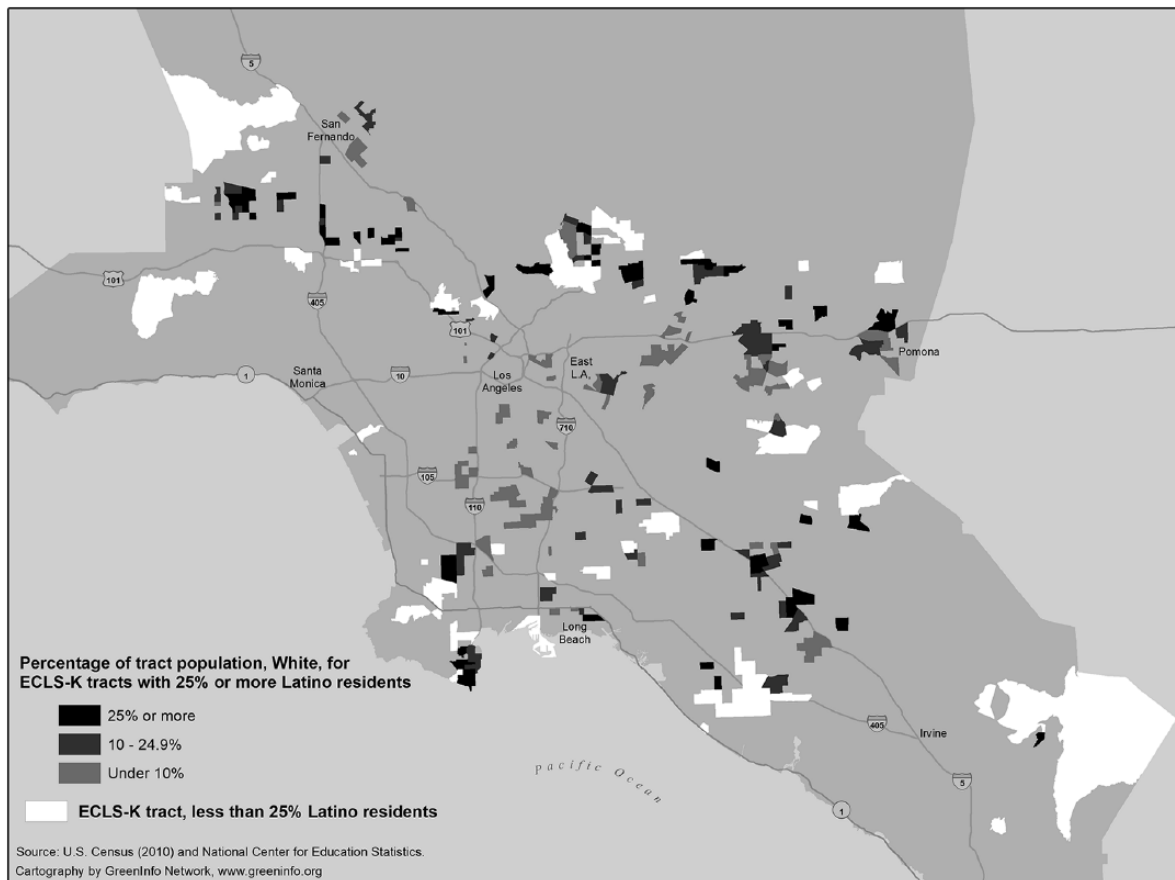 5
San
Fernando
101
405
101
Santa
Monica
1
10
Los
Angeles
East
L.A.
Pomona
710
105
110
Long
Beach
405
Irvine
5
1
Pacific Ocean
Percentage of tract population, White, for
ECLS-K tracts with 25% or more Latino residents
25% or more
10 - 24.9%
Under 10%
ECLS-K tract, less than 25% Latino residents
Source: U.S. Census (2010) and National Center for Education Statistics.
Cartography by GreenInfo Network, www.greeninfo.org